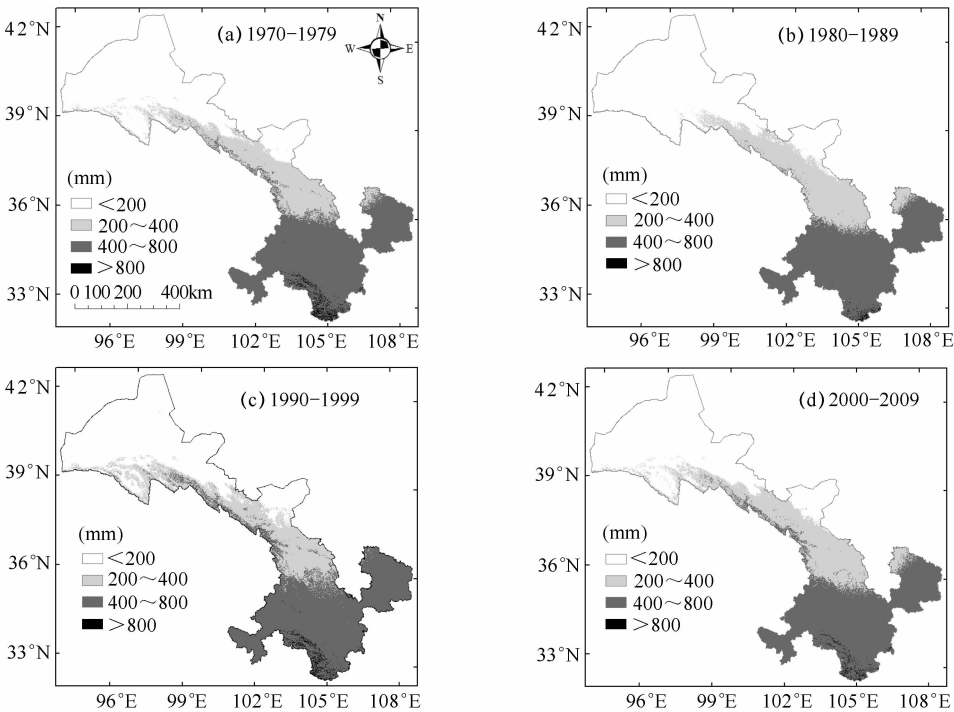 42°N
39°N
36°N
33°N
(a) 1970-1979
N
W E
S
(mm)
<200
200～400
400～800
>800
0 100 200 400km
96°E 99°E 102°E 105°E 108°E
42°N
39°N
36°N
33°N
(b) 1980-1989
(mm)
<200
200～400
400～800
>800
96°E 99°E 102°E 105°E 108°E
42°N
39°N
36°N
33°N
(c) 1990-1999
(mm)
<200
200～400
400～800
>800
96°E 99°E 102°E 105°E 108°E
42°N
39°N
36°N
33°N
(d) 2000-2009
(mm)
<200
200～400
400～800
>800
96°E 99°E 102°E 105°E 108°E